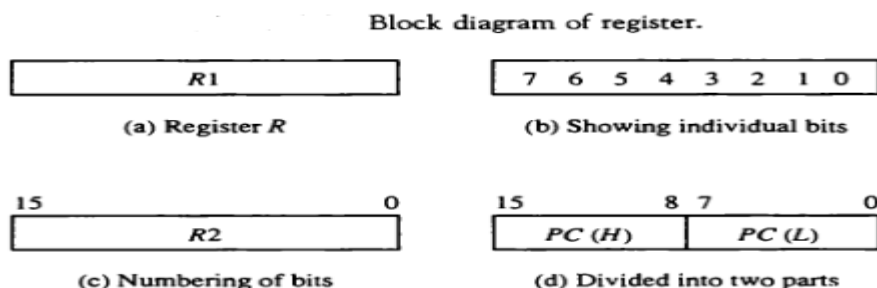 Block diagram of register.
R1
7 6 5 4 3 2 1 0
(a) Register R
(b) Showing individual bits
15 0
15 8 7 0
R2
PC (H) PC (L)
(c) Numbering of bits
(d) Divided into two parts